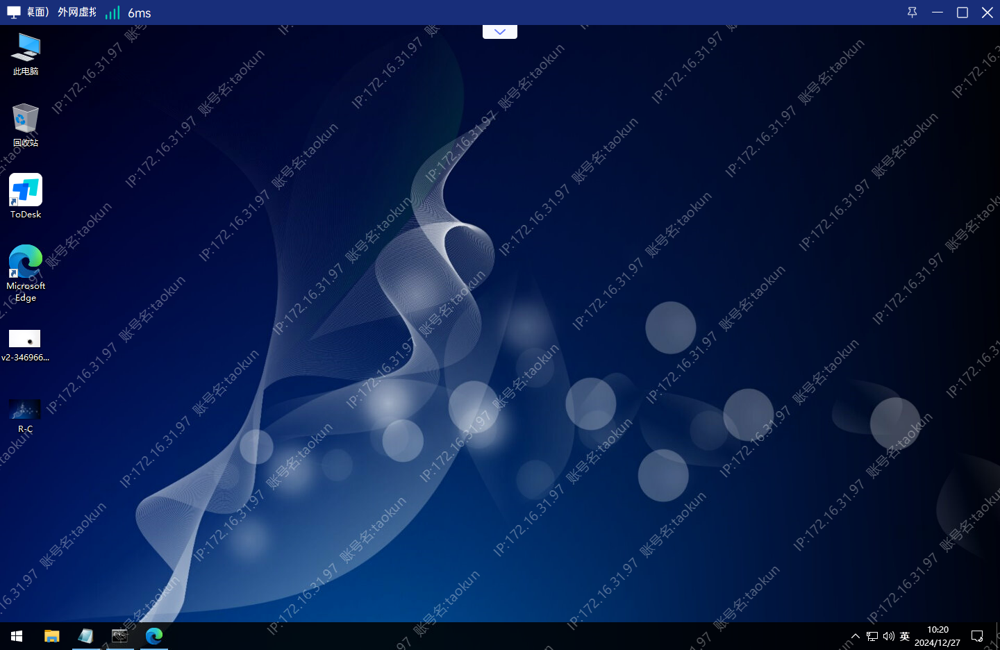 桌面） 外网虚拟
6ms
此电脑
回收站
ToDesk
Microsoft
Edge
v2-346966...
R-C
IP:172.16.31.97 账号名:taokun
英
10:20
2024/12/27